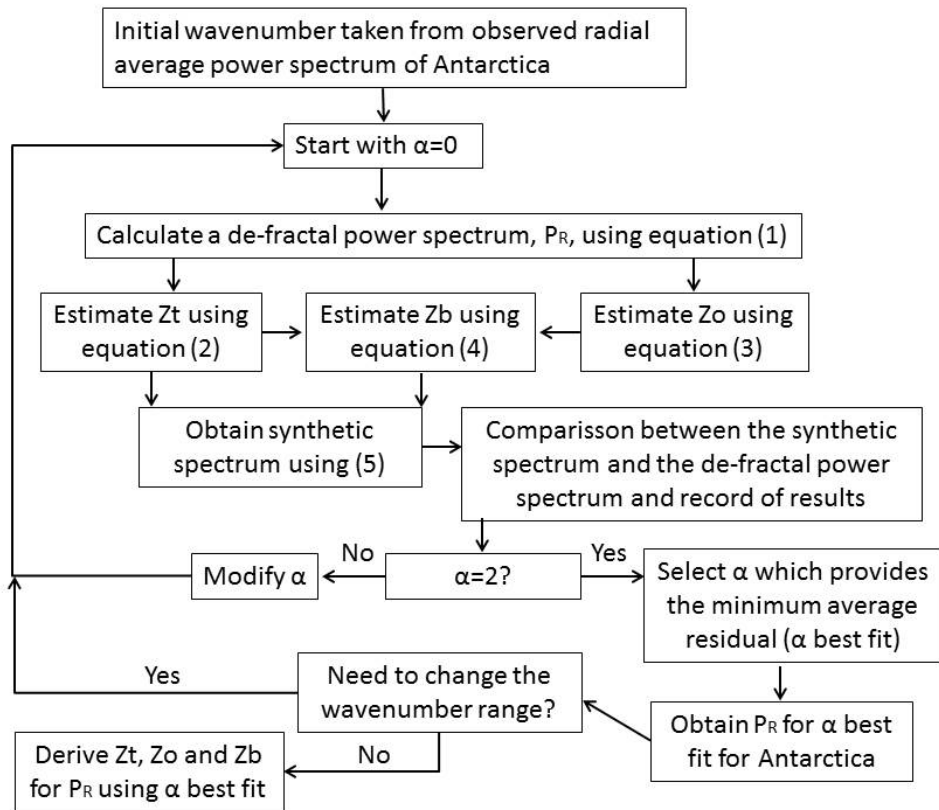 Initial wavenumber taken from observed radial
average power spectrum of Antarctica
Start with α=0
Calculate a de-fractal power spectrum, PR, using equation (1)
Estimate Zt using
equation (2)
Estimate Zb using
equation (4)
Estimate Zo using
equation (3)
Obtain synthetic
spectrum using (5)
Comparisson between the synthetic
spectrum and the de-fractal power
spectrum and record of results
No
Yes
Modify α
α=2?
Select α which provides
the minimum average
residual (α best fit)
Yes
Need to change the
wavenumber range?
Obtain PR for α best
fit for Antarctica
No
Derive Zt, Zo and Zb
for PR using α best fit